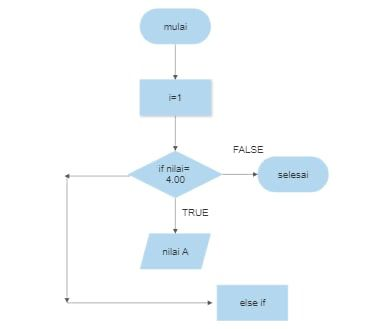 mulai
i=1
if nilai=
4.00
FALSE
selesai
TRUE
nilai A
else if